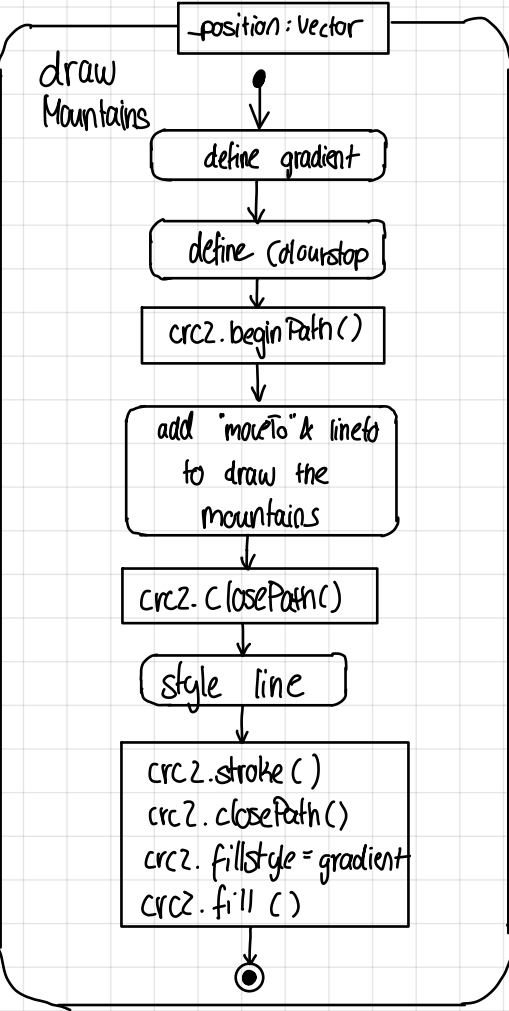 _position: Vector
draw
Mountains
define gradient
define Colourstop
crc2.beginPath()
add "moveTo" & lineto
to draw the
mountains
crc2.closePath()
style line
crc2.stroke()
crc2.closePath()
crc2.fillstyle = gradient
crc2.fill ()